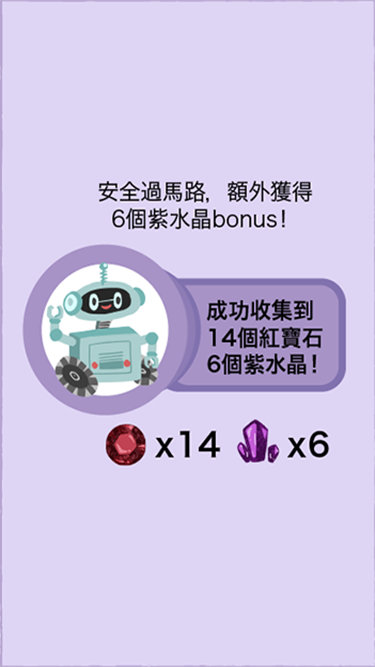 安全過馬路，額外獲得
6個紫水晶bonus！
成功收集到
14個紅寶石
6個紫水晶！
x14 x6